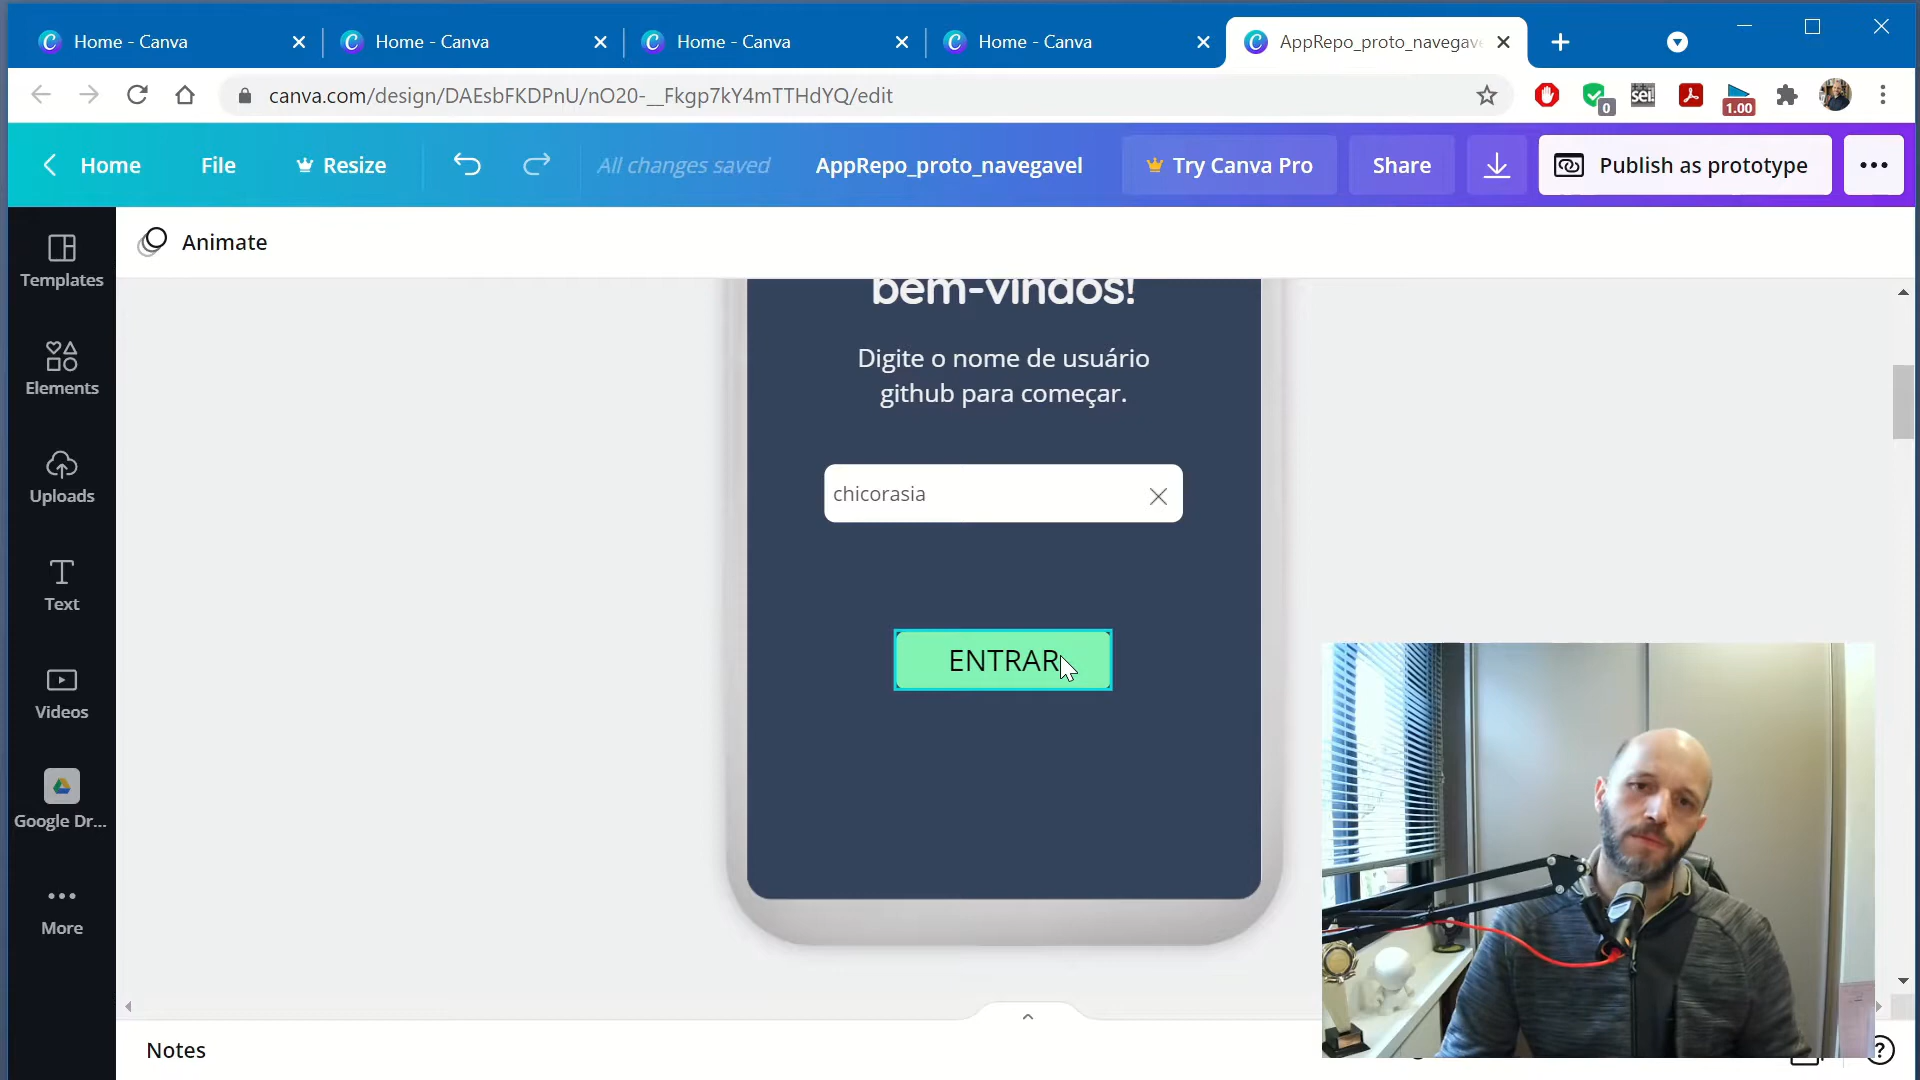 Home - Canva
Home - Canva
Home - Canva
Home - Canva
AppRepo_proto_navegav
canva.com/design/DAEsbFKDPnU/nO20-__Fkgp7kY4mTTHdYQ/edit
0
sei!
1.00
Home
File
Resize
All changes saved
AppRepo_proto_navegavel
Try Canva Pro
Share
Publish as prototype
Animate
Templates
Elements
Uploads
Text
Videos
Google Dr...
More
bem-vindos!
Digite o nome de usuário
github para começar.
chicorasia
ENTRAR
Notes
?